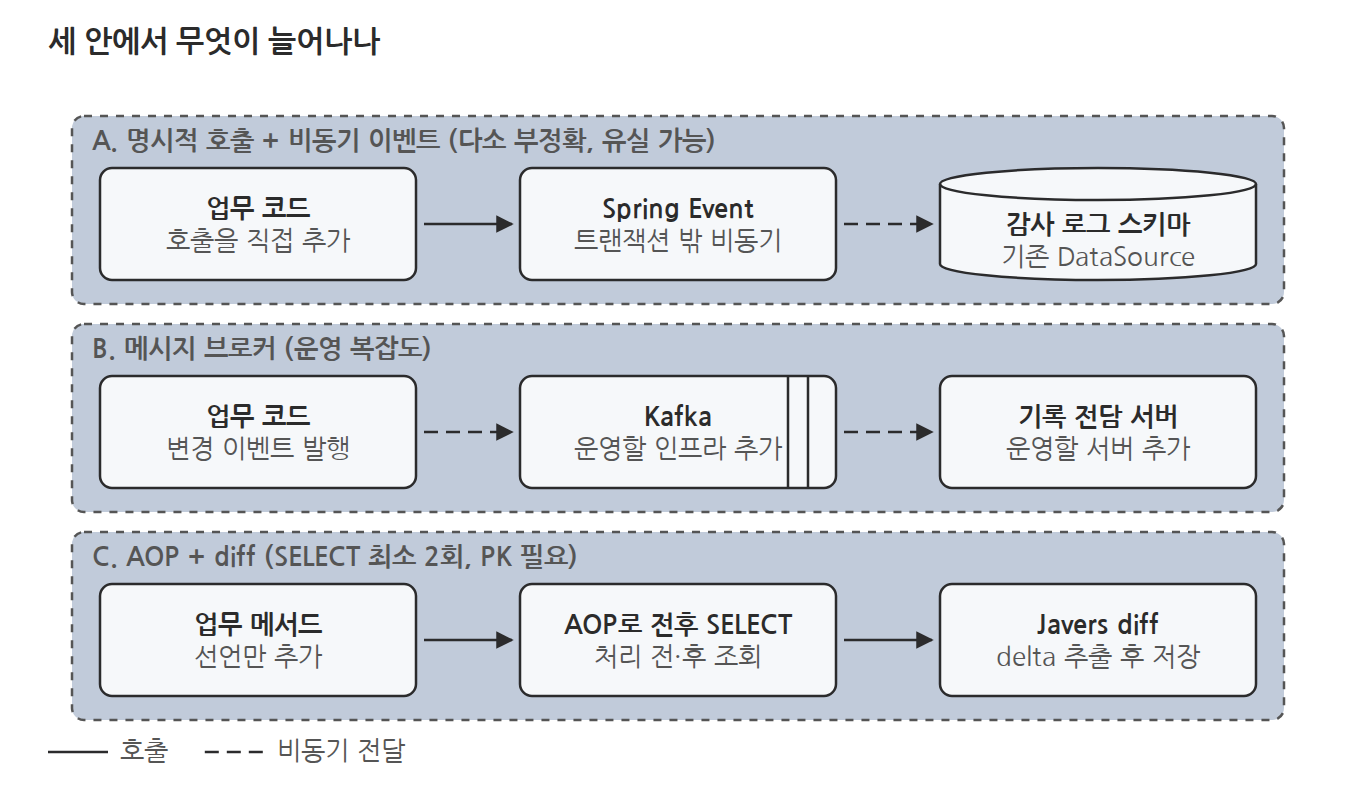 세 안에서 무엇이 늘어나나
A. 명시적 호출 + 비동기 이벤트 (다소 부정확, 유실 가능)
업무 코드
호출을 직접 추가
Spring Event
트랜잭션 밖 비동기
감사 로그 스키마
기존 DataSource
B. 메시지 브로커 (운영 복잡도)
업무 코드
변경 이벤트 발행
Kafka
운영할 인프라 추가
기록 전담 서버
운영할 서버 추가
C. AOP + diff (SELECT 최소 2회, PK 필요)
업무 메서드
선언만 추가
AOP로 전후 SELECT
처리 전·후 조회
Javers diff
delta 추출 후 저장
호출
비동기 전달